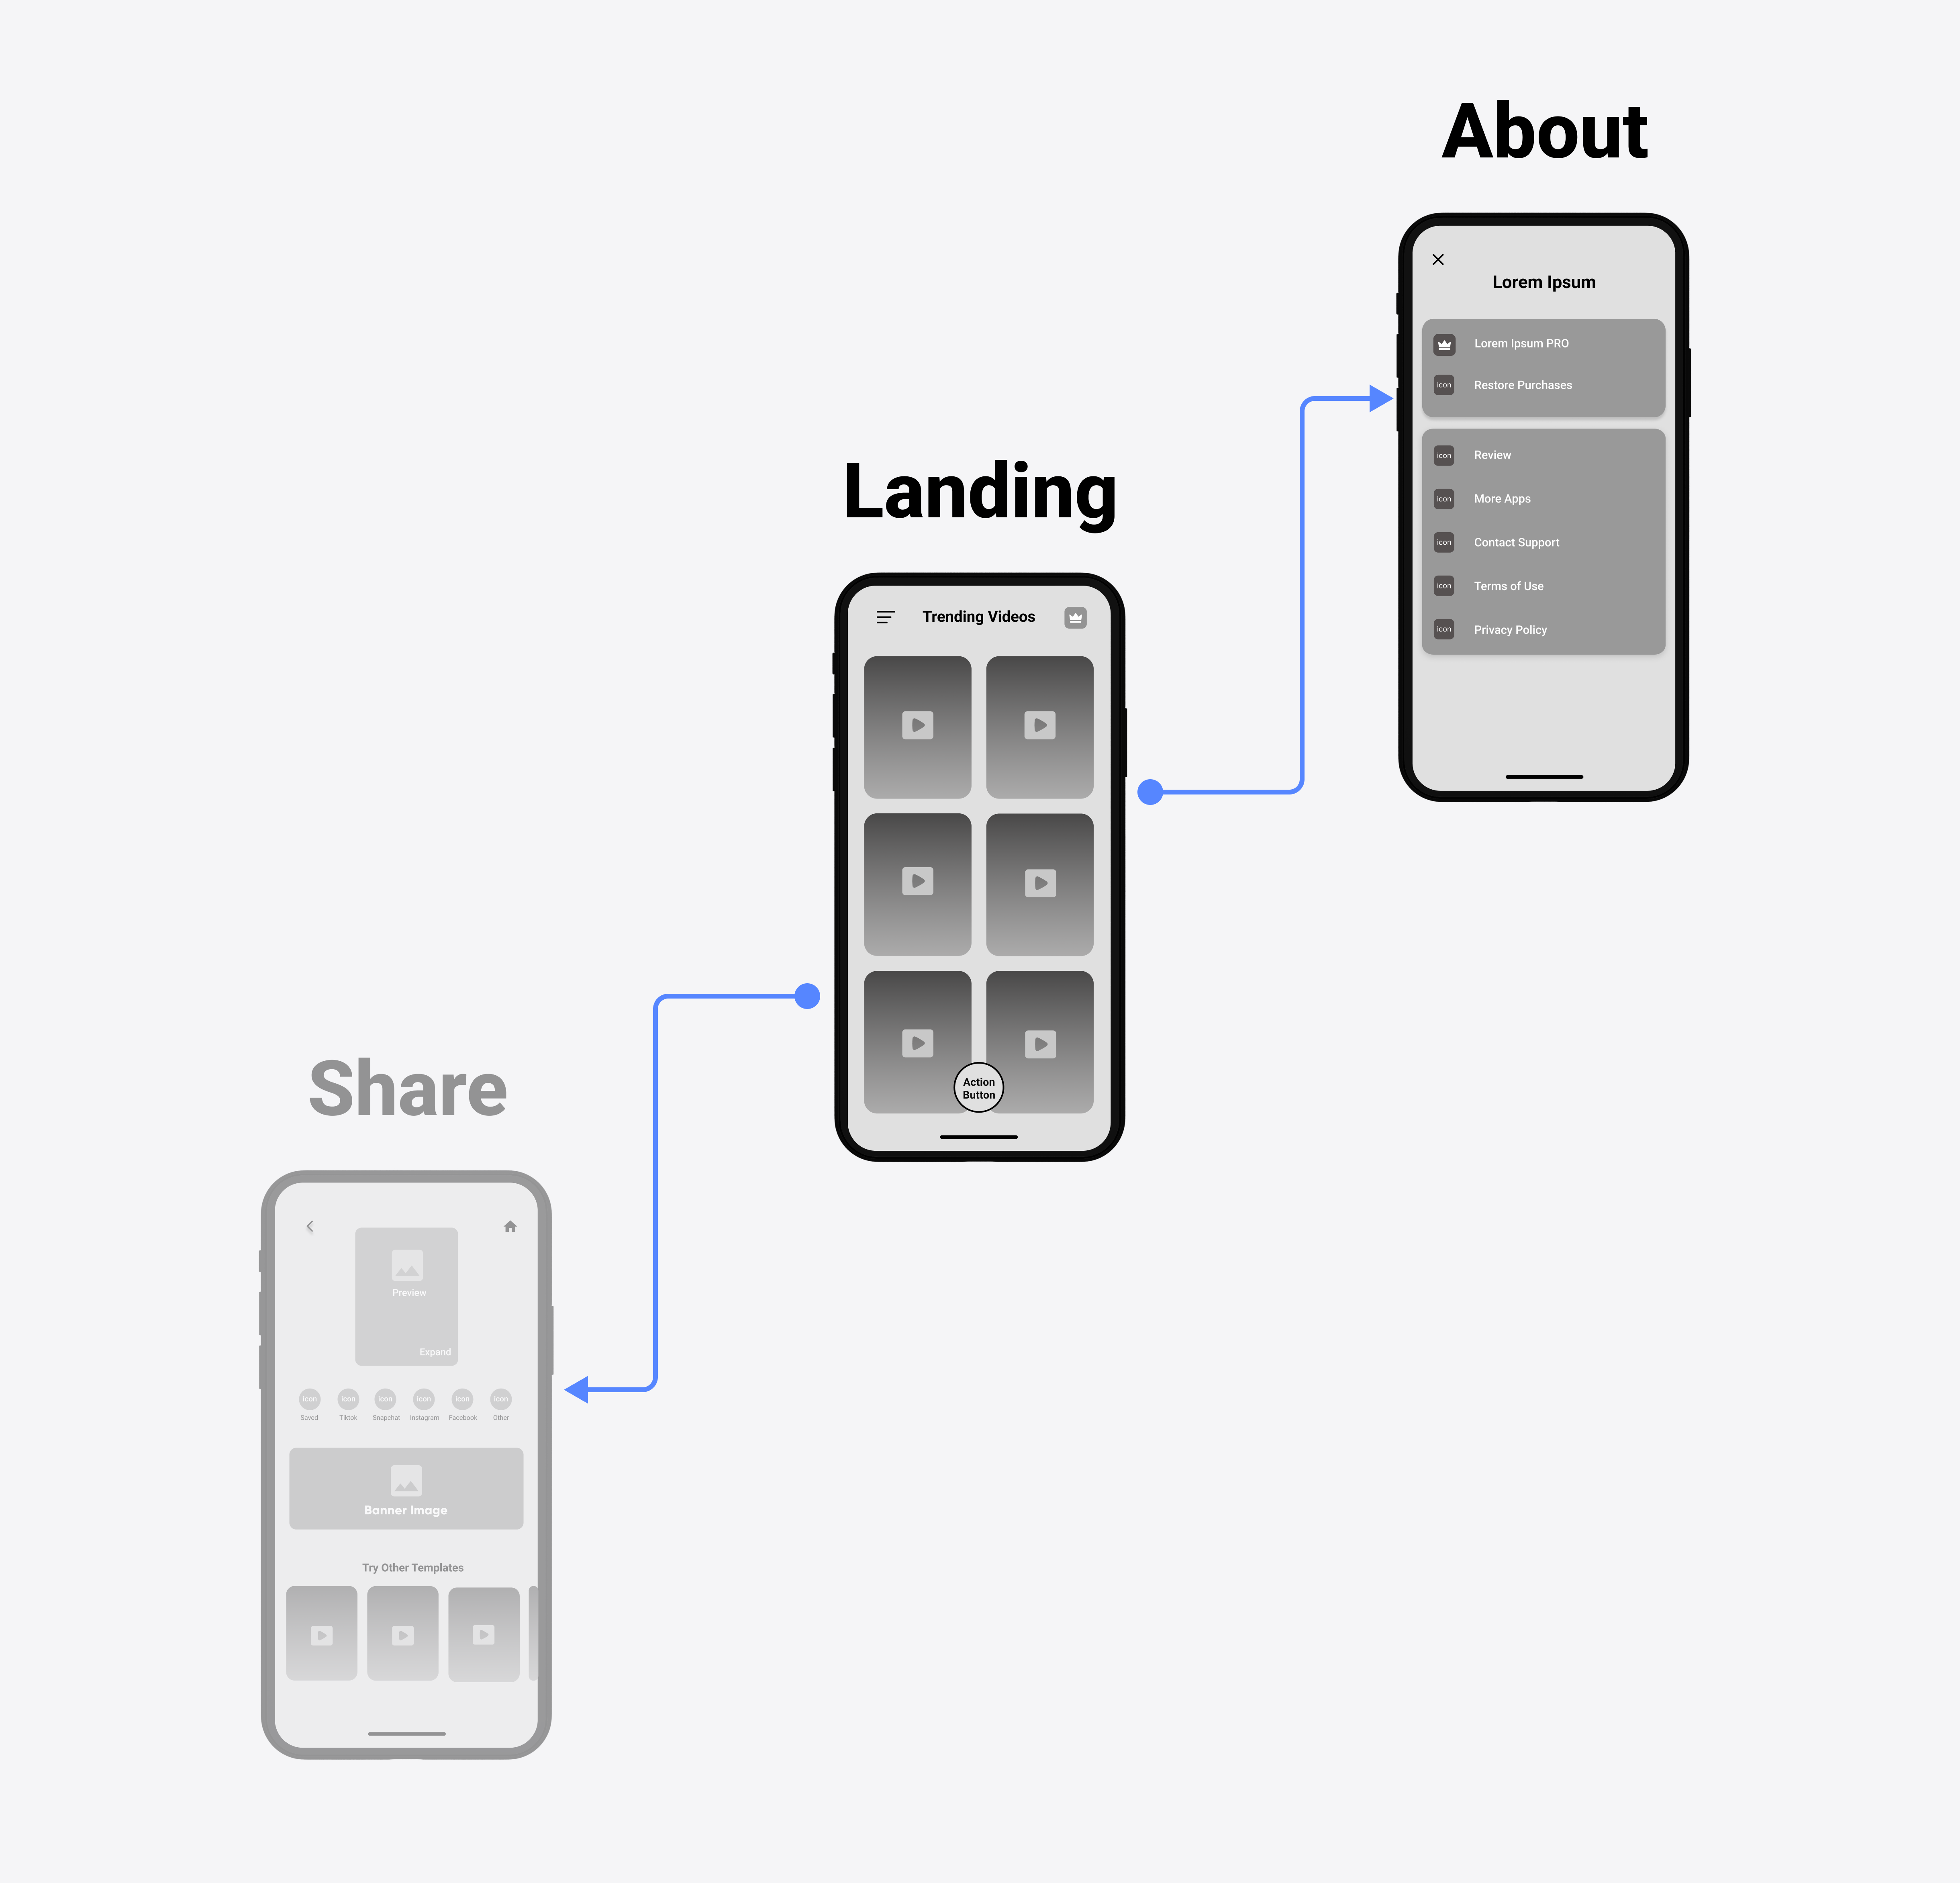 About
Lorem Ipsum
Lorem Ipsum PRO
icon
Restore Purchases
icon
Review
icon
More Apps
icon
Contact Support
icon
Terms of Use
icon
Privacy Policy
Landing
Trending Videos
Action
Button
Share
Preview
Expand
icon icon icon icon icon icon
Saved Tiktok Snapchat Instagram Facebook Other
Banner Image
Try Other Templates